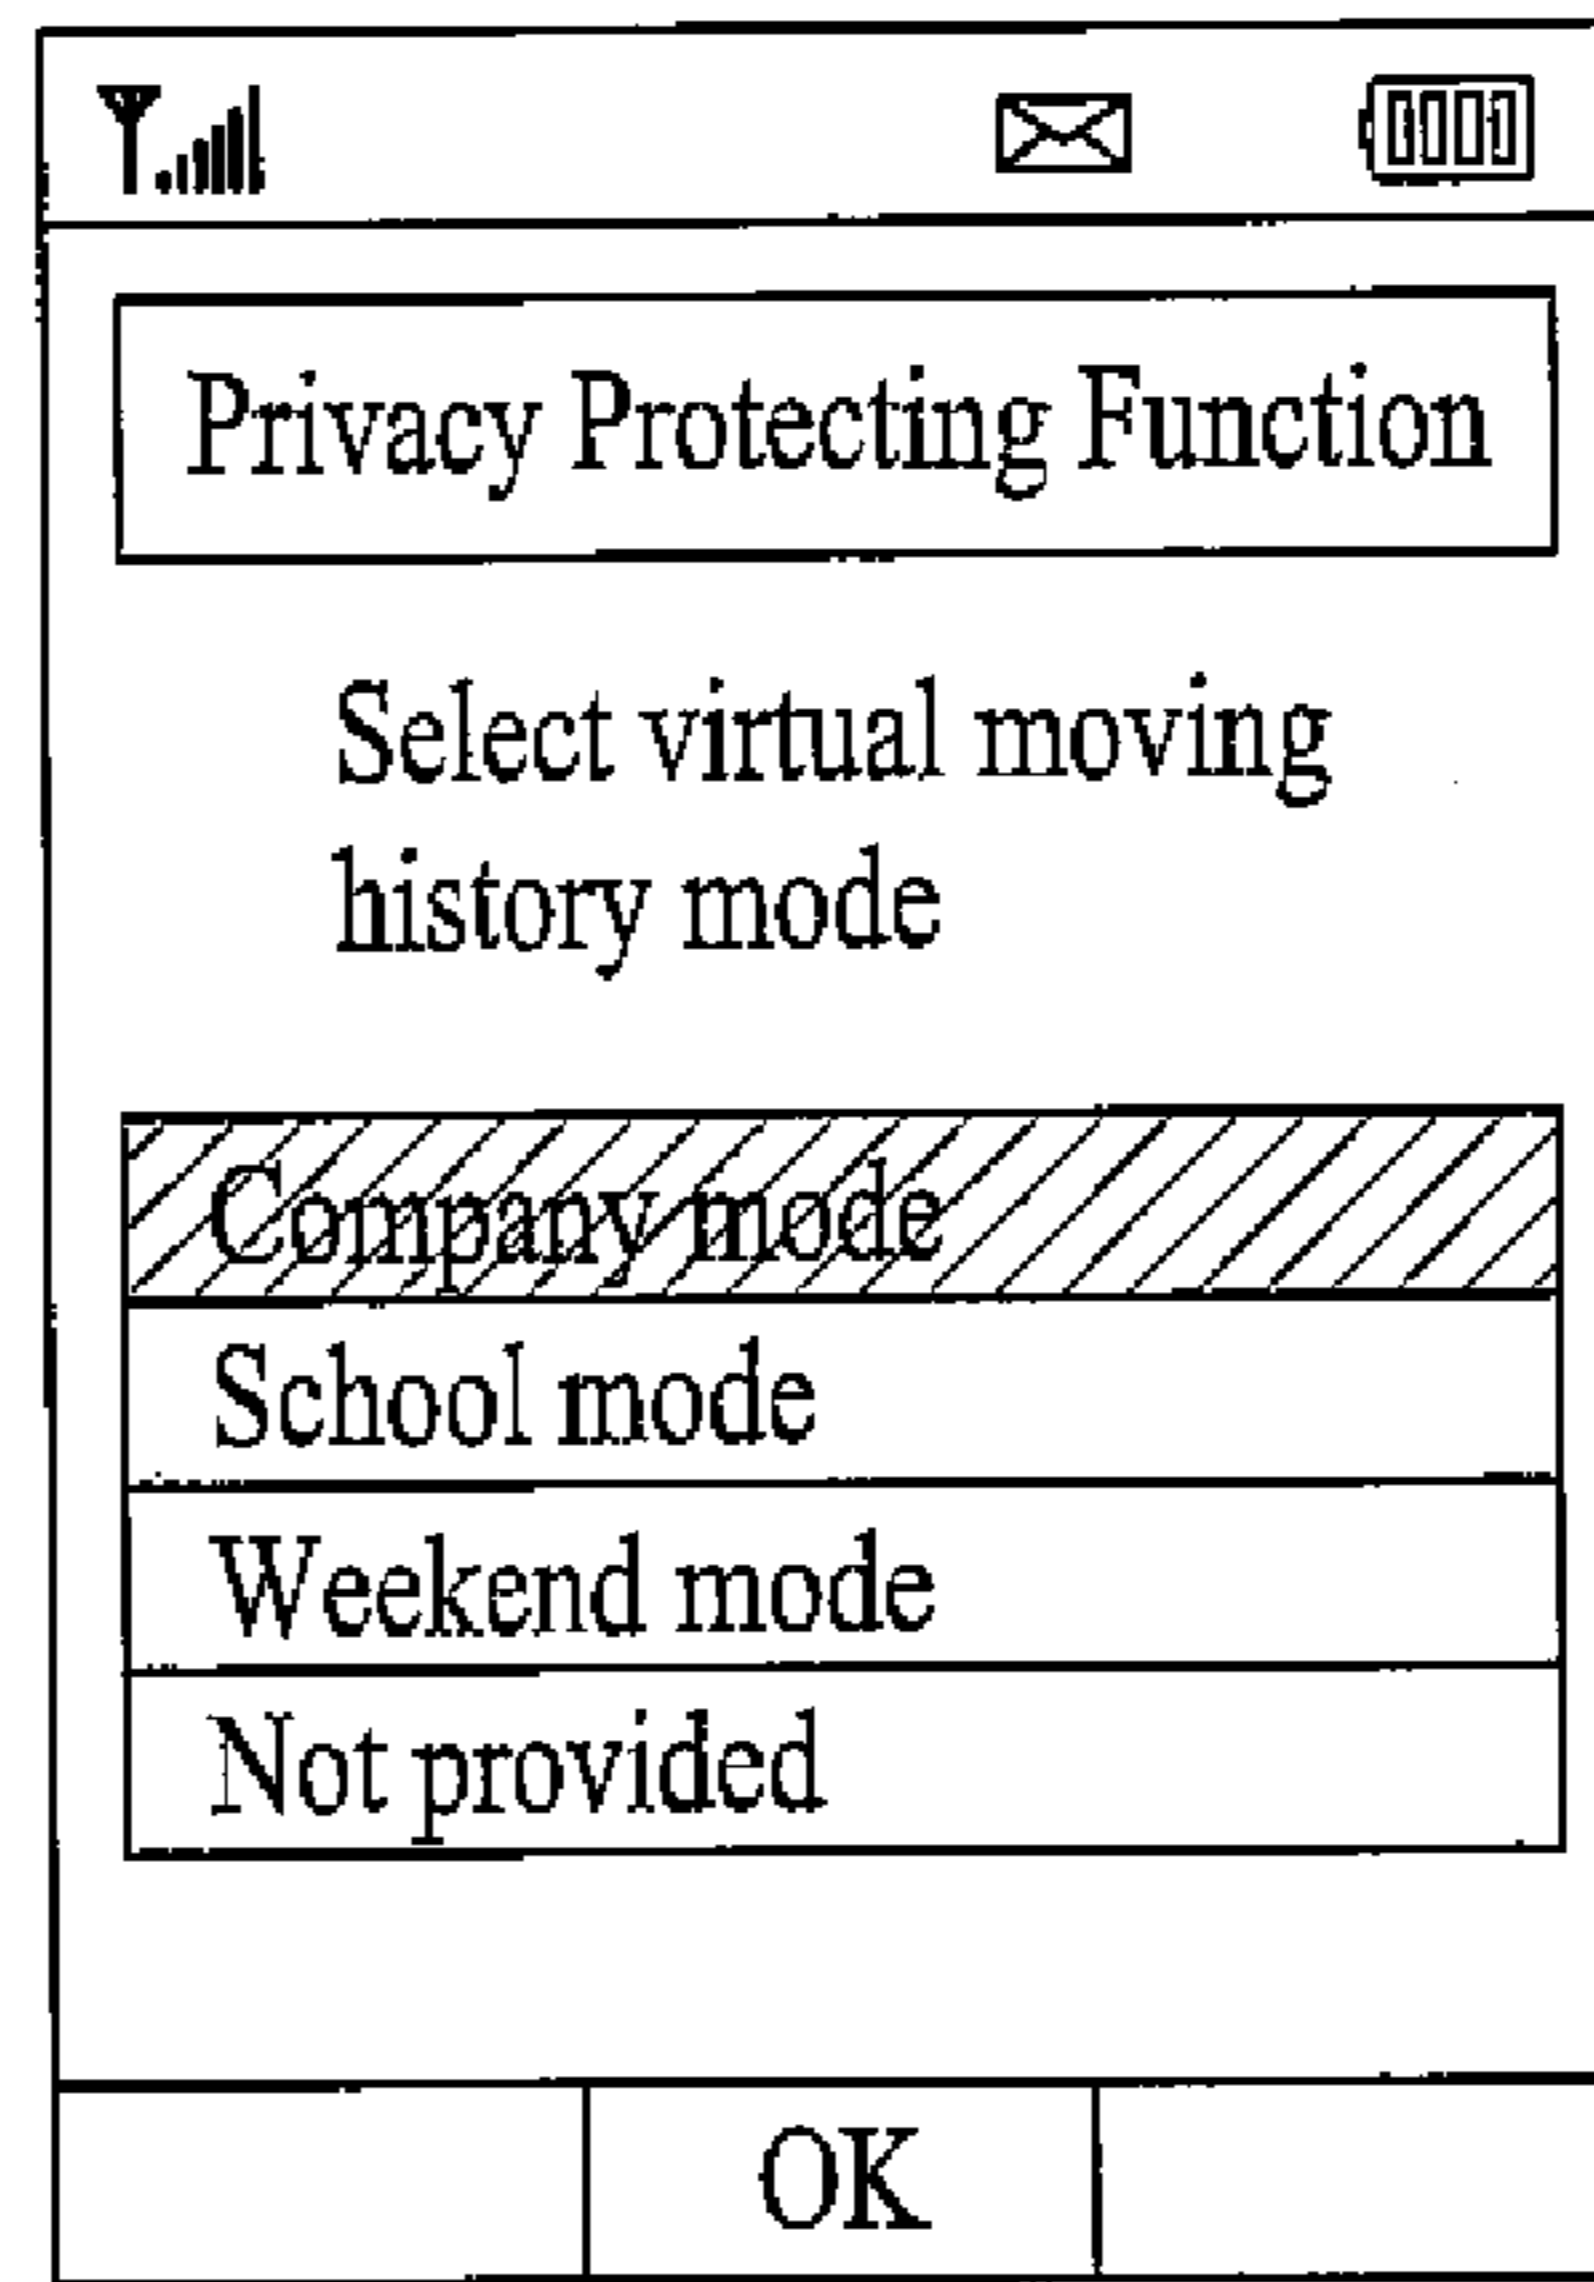 Privacy Protecting Function
Select virtual moving
history mode
Company mode
School mode
Weekend mode
Not provided
OK